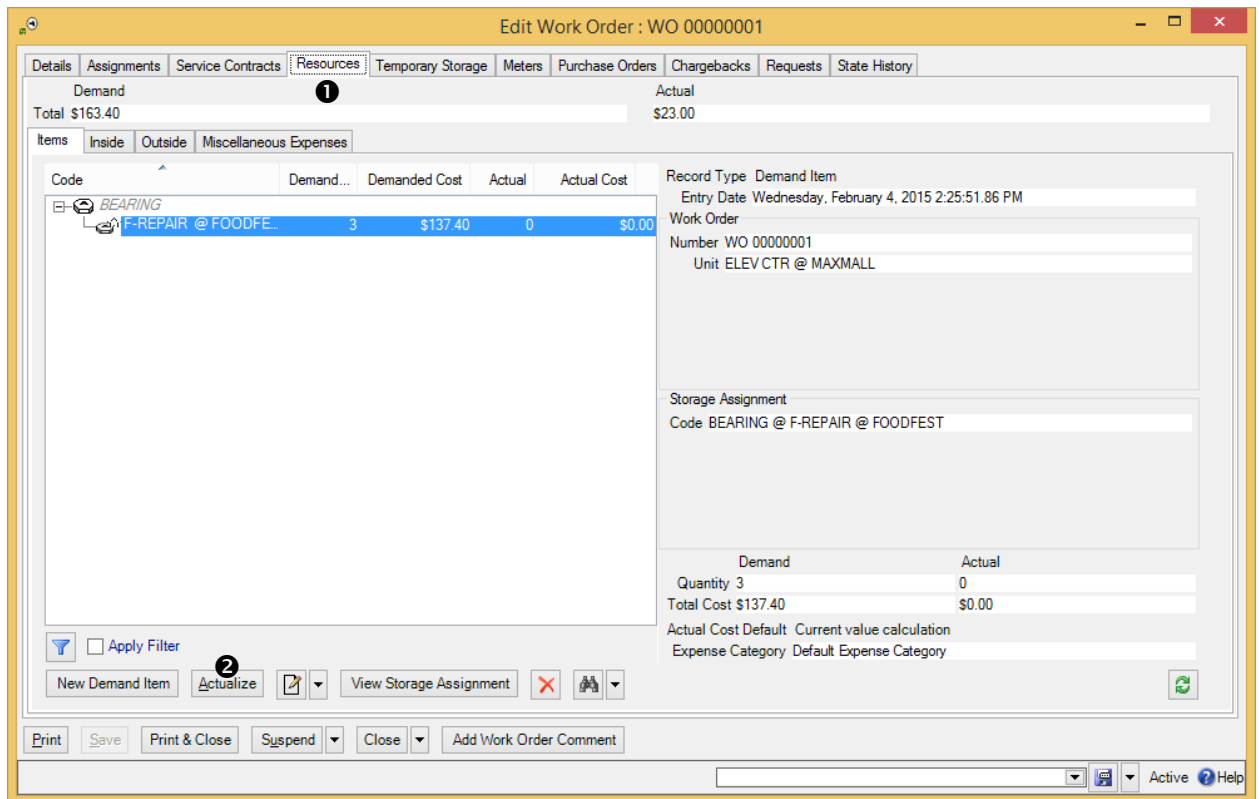 Edit Work Order : WO 00000001
Details Assignments Service Contracts Resources Temporary Storage Meters Purchase Orders Chargebacks Requests State History
❶
Demand Actual
Total $163.40 $23.00
Items Inside Outside Miscellaneous Expenses
Code Demand... Demanded Cost Actual Actual Cost
BEARING
F-REPAIR @ FOODFE... 3 $137.40 0 $0.00
Record Type Demand Item
Entry Date Wednesday, February 4, 2015 2:25:51.86 PM
Work Order
Number WO 00000001
Unit ELEV CTR @ MAXMALL
Storage Assignment
Code BEARING @ F-REPAIR @ FOODFEST
Demand Actual
Quantity 3 0
Total Cost $137.40 $0.00
Actual Cost Default Current value calculation
Expense Category Default Expense Category
Apply Filter
❷
New Demand Item Actualize View Storage Assignment
Print Save Print & Close Suspend Close Add Work Order Comment
Active Help